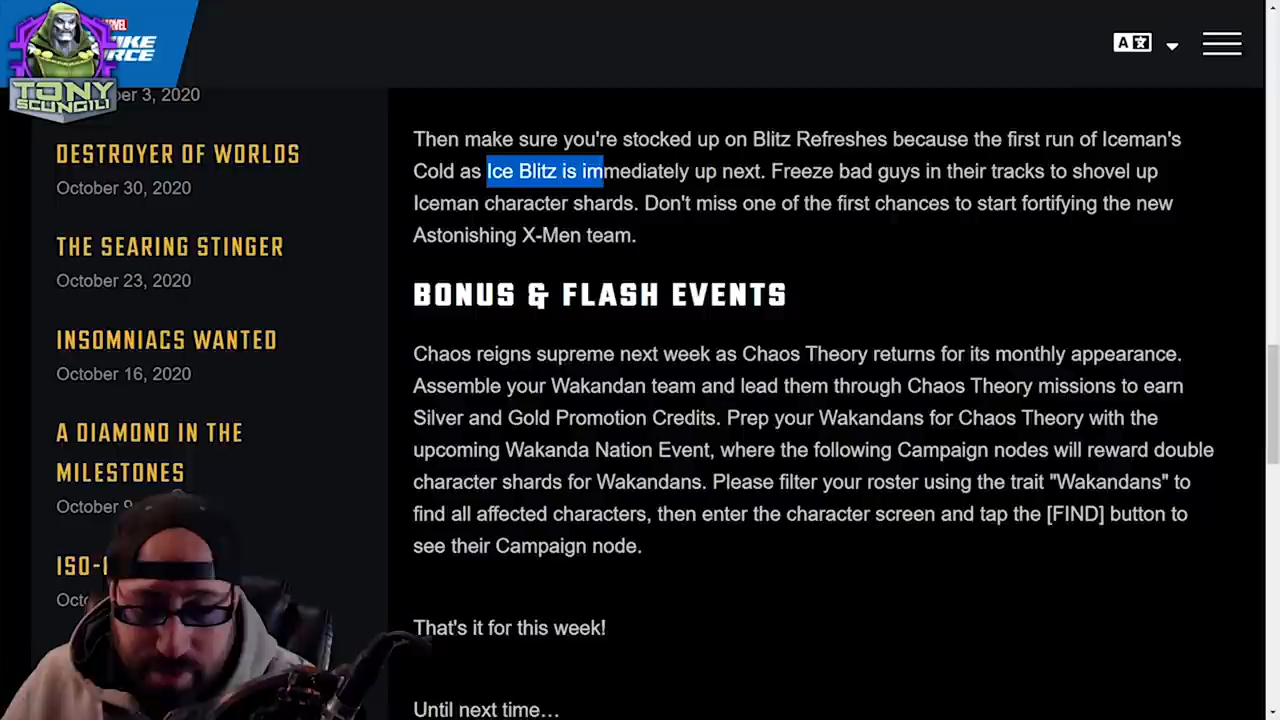 MARVEL
TONY
SCUNGILI
er 3, 2020
DESTROYER OF WORLDS
October 30, 2020
THE SEARING STINGER
October 23, 2020
INSOMNIACS WANTED
October 16, 2020
A DIAMOND IN THE
MILESTONES
October 9
ISO-
Oct
A
Then make sure you're stocked up on Blitz Refreshes because the first run of Iceman's
Cold as Ice Blitz is immediately up next. Freeze bad guys in their tracks to shovel up
Iceman character shards. Don't miss one of the first chances to start fortifying the new
Astonishing X-Men team.
BONUS & FLASH EVENTS
Chaos reigns supreme next week as Chaos Theory returns for its monthly appearance.
Assemble your Wakandan team and lead them through Chaos Theory missions to earn
Silver and Gold Promotion Credits. Prep your Wakandans for Chaos Theory with the
upcoming Wakanda Nation Event, where the following Campaign nodes will reward double
character shards for Wakandans. Please filter your roster using the trait "Wakandans" to
find all affected characters, then enter the character screen and tap the [FIND] button to
see their Campaign node.
That's it for this week!
Until next time…